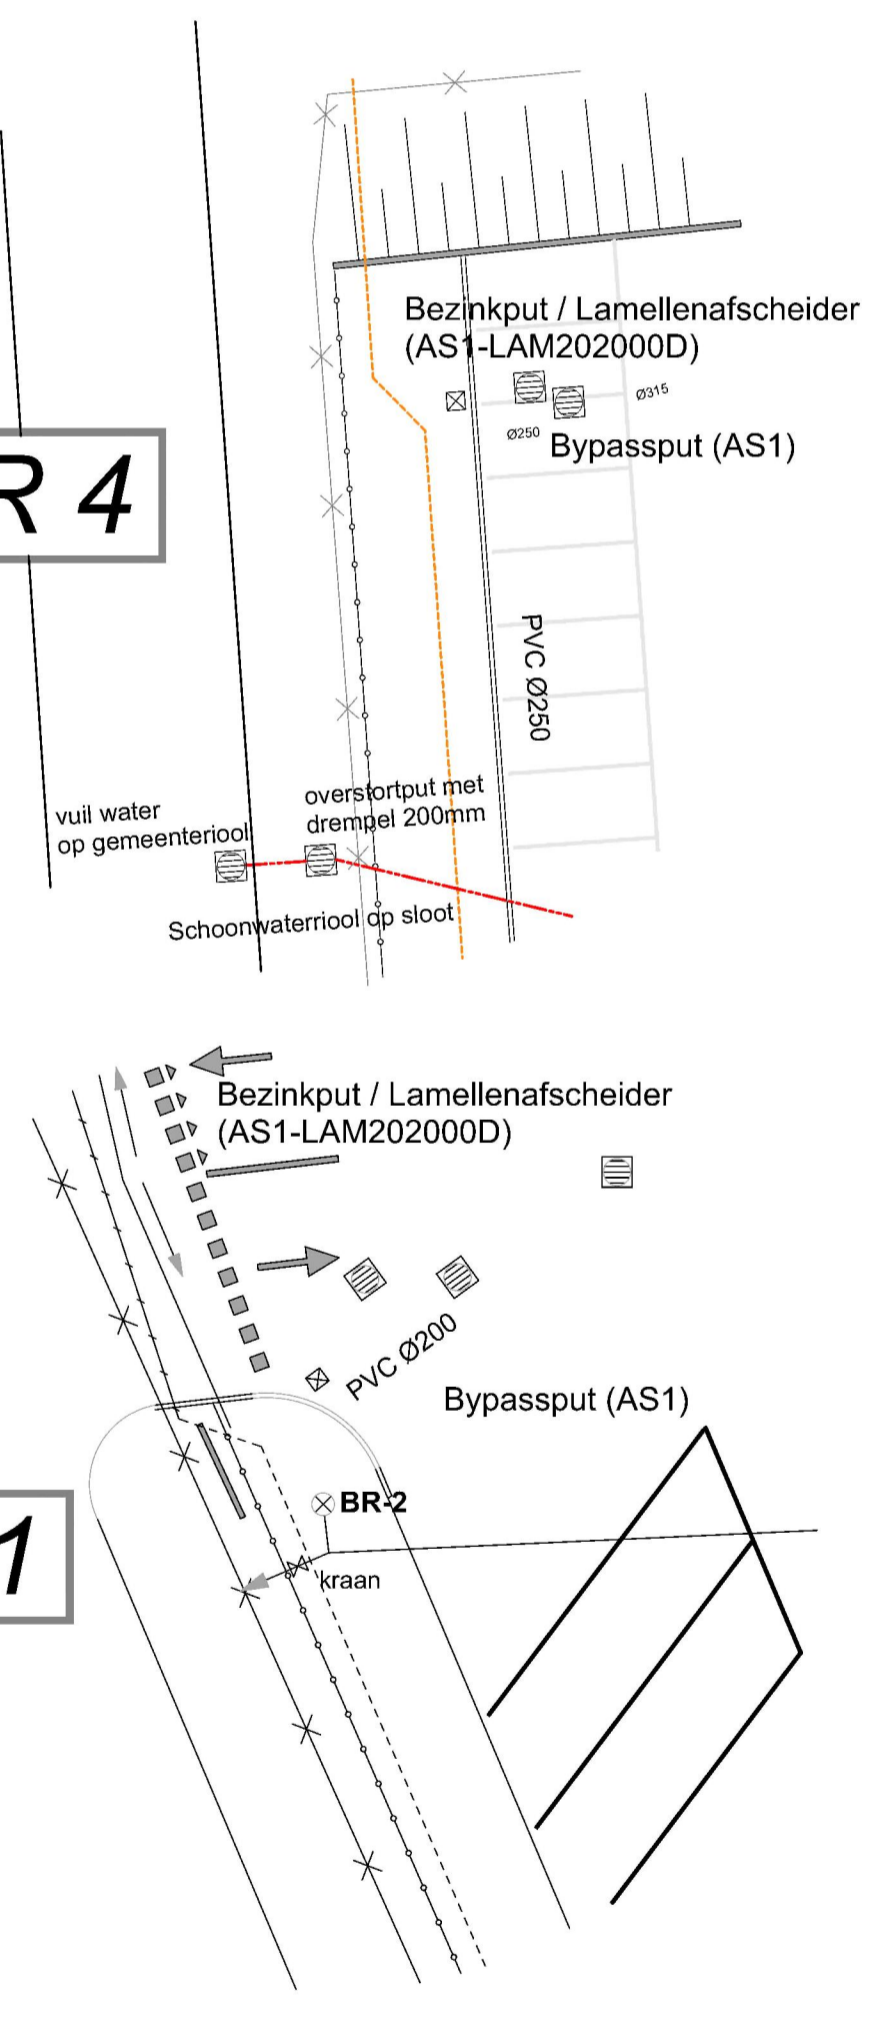 Bezinkput / Lamellenafscheider
(AS1-LAM202000D)
Ø315
Ø250
Bypassput (AS1)
R 4
PVC Ø250
vuil water
op gemeenteriool
overstortput met
drempel 200mm
Schoonwaterriool op sloot
Bezinkput / Lamellenafscheider
(AS1-LAM202000D)
PVC Ø200
Bypassput (AS1)
BR-2
1
kraan